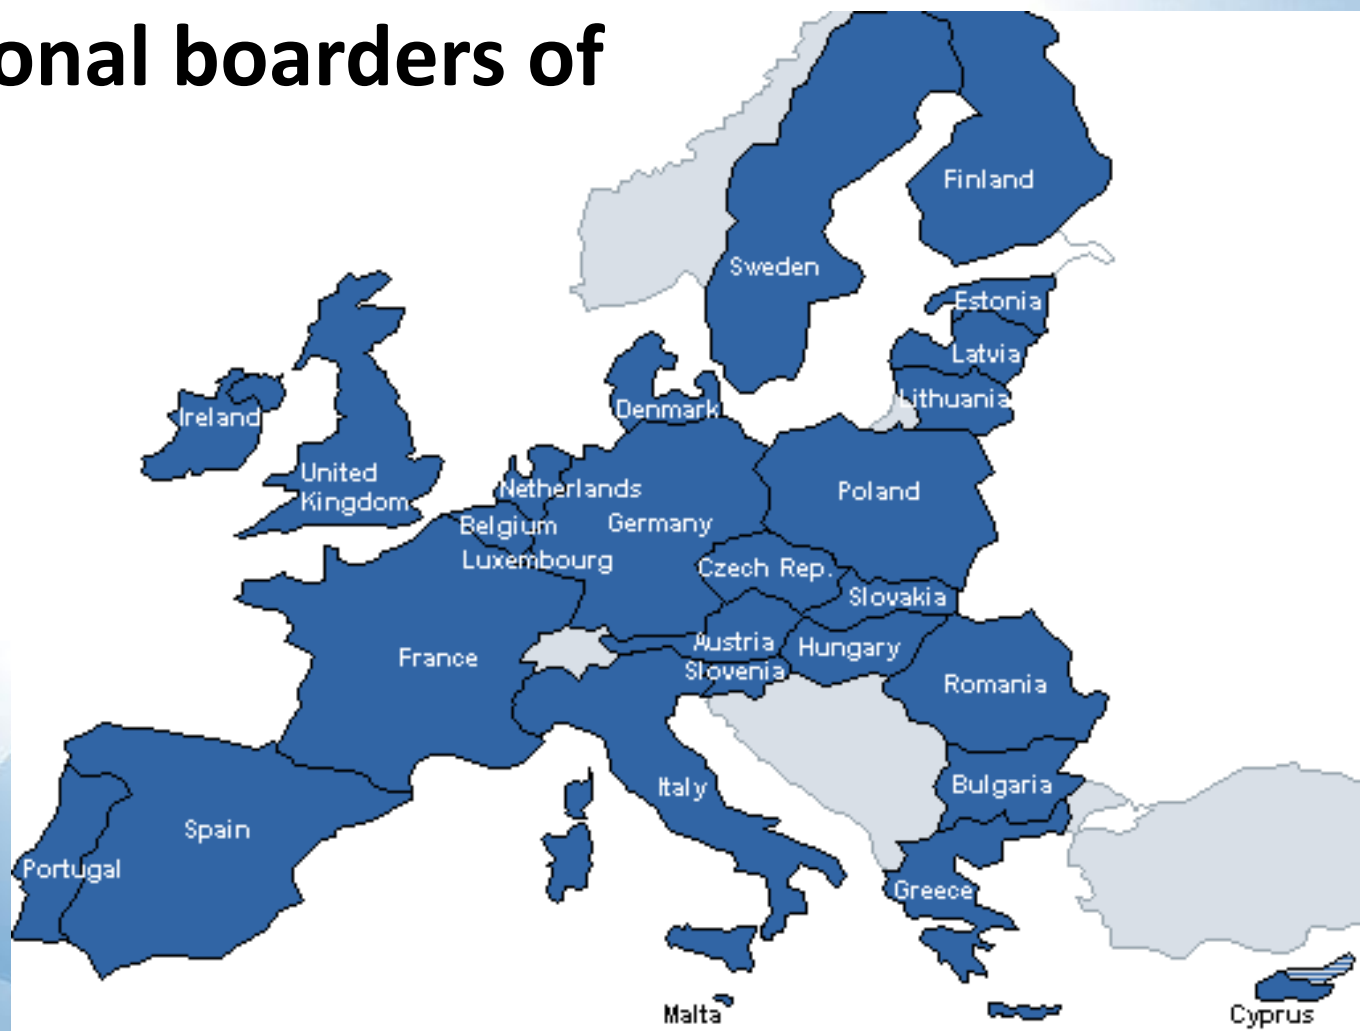 onal boarders of
Finland
Sweden
Estonia
Latvia
Lithuania
Denmark
Ireland
United
Kingdom
Netherlands
Poland
Belgium
Germany
Luxembourg
Czech Rep.
Slovakia
Austria
Hungary
France
Slovenia
Romania
Italy
Bulgaria
Spain
Portugal
Greece
Malta
Cyprus